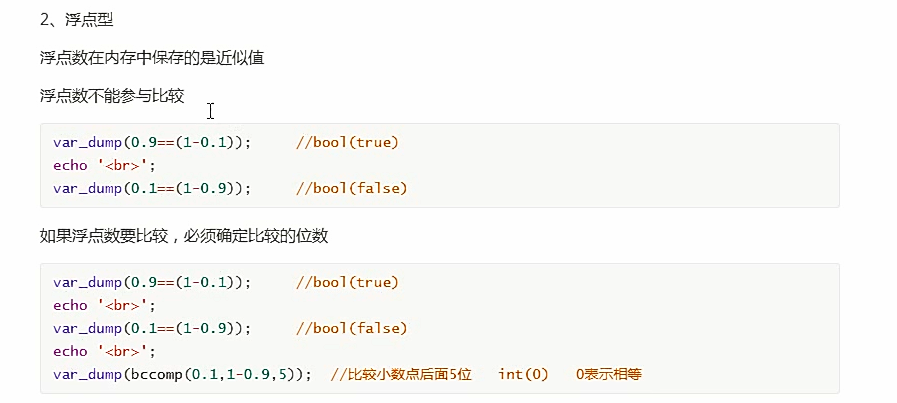 2、浮点型
浮点数在内存中保存的是近似值
浮点数不能参与比较
var_dump(0.9==(1-0.1));     //bool(true)
echo '<br>';
var_dump(0.1==(1-0.9));     //bool(false)
如果浮点数要比较，必须确定比较的位数
var_dump(0.9==(1-0.1));     //bool(true)
echo '<br>';
var_dump(0.1==(1-0.9));     //bool(false)
echo '<br>';
var_dump(bccomp(0.1,1-0.9,5));  //比较小数点后面5位   int(0)   0表示相等